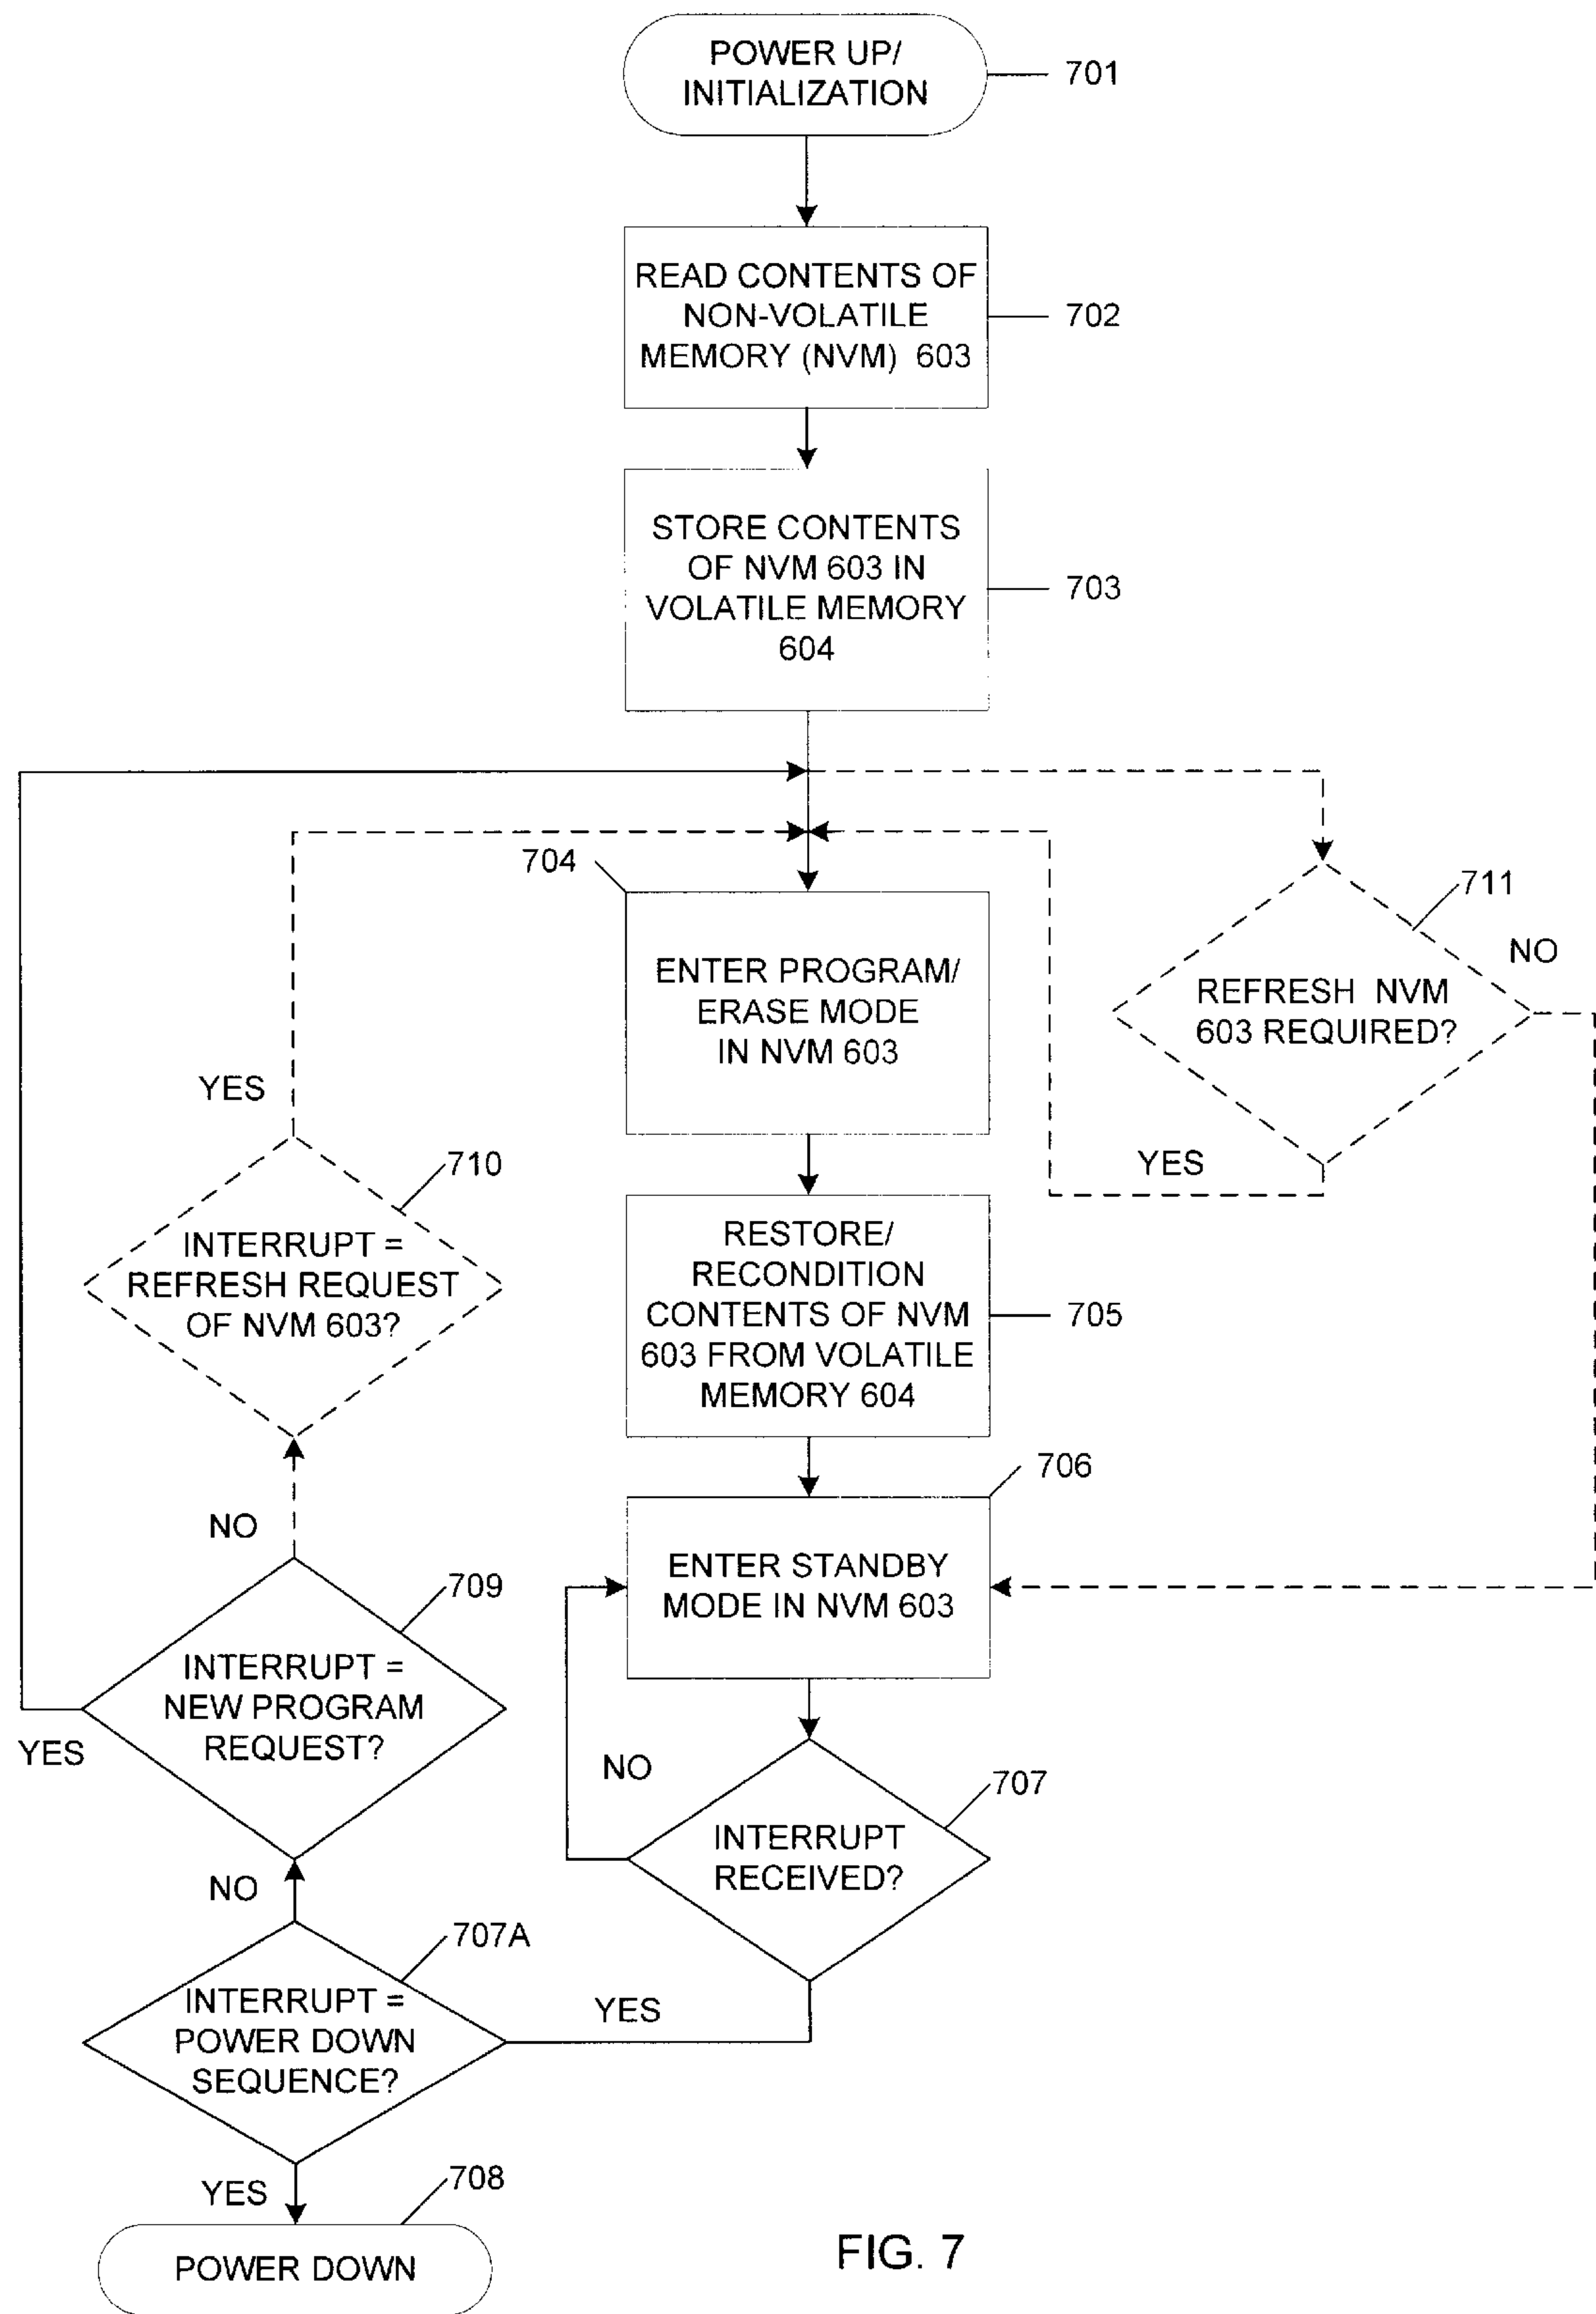 POWER UP/
INITIALIZATION
701
READ CONTENTS OF
NON-VOLATILE
MEMORY (NVM) 603
702
STORE CONTENTS
OF NVM 603 IN
VOLATILE MEMORY
604
703
704
ENTER PROGRAM/
ERASE MODE
IN NVM 603
711
NO
REFRESH NVM
603 REQUIRED?
YES
YES
710
INTERRUPT =
REFRESH REQUEST
OF NVM 603?
RESTORE/
RECONDITION
CONTENTS OF NVM
603 FROM VOLATILE
MEMORY 604
705
706
NO
ENTER STANDBY
MODE IN NVM 603
709
INTERRUPT =
NEW PROGRAM
REQUEST?
YES
NO
707
INTERRUPT
RECEIVED?
NO
707A
INTERRUPT =
POWER DOWN
SEQUENCE?
YES
YES
708
POWER DOWN
FIG. 7